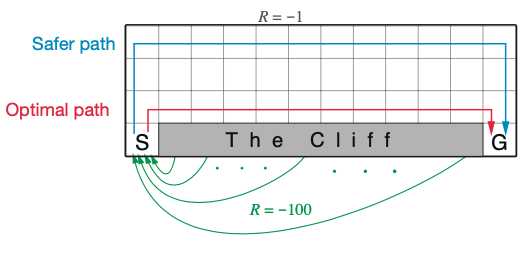 R = −1
Safer path
Optimal path
S
The Cliff
G
R = −100